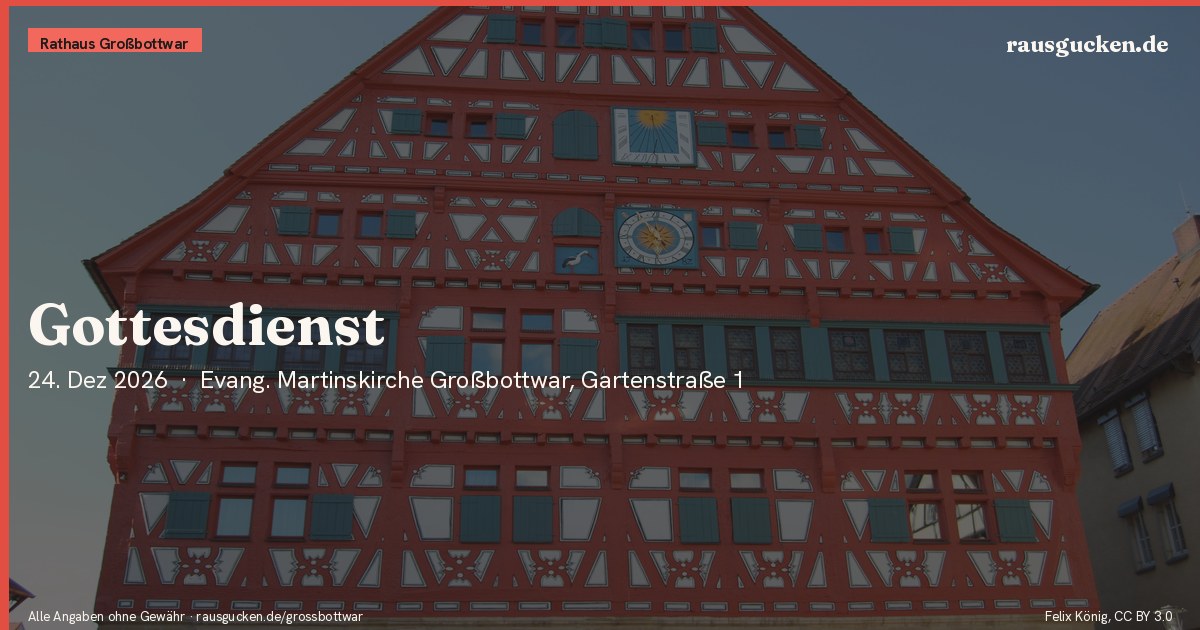 Rathaus Großbottwar
rausgucken.de
Gottesdienst
24. Dez 2026 · Evang. Martinskirche Großbottwar, Gartenstraße 1
Alle Angaben ohne Gewähr · rausgucken.de/grossbottwar
Felix König, CC BY 3.0